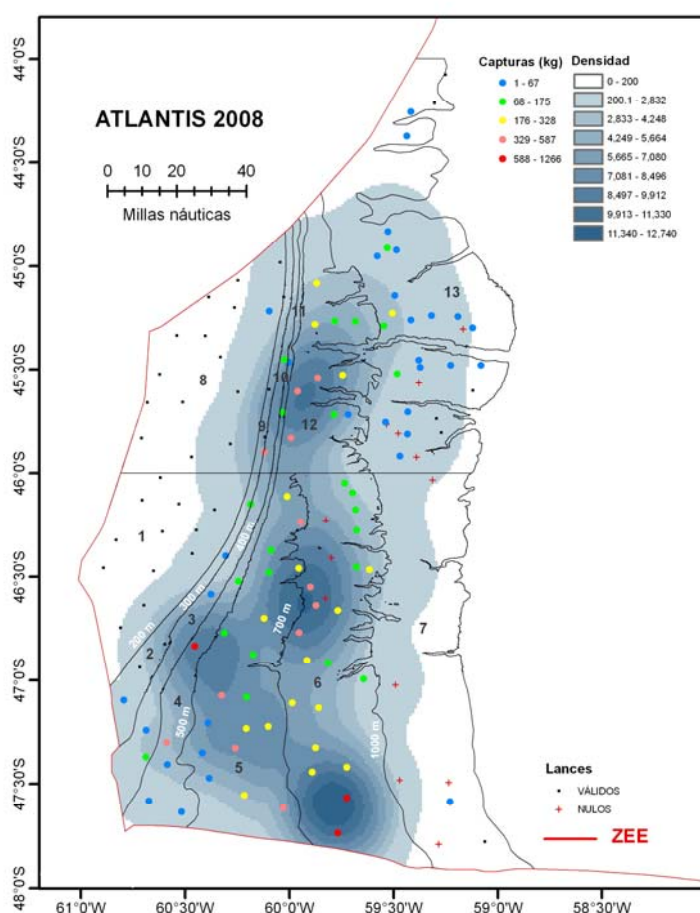 ATLANTIS 2008
0 5 10 20 30 40
Millas náuticas
Capturas (kg)
1 - 67
68 - 175
176 - 328
329 - 587
588 - 1266
Densidad
0 - 200
200.1 - 2,832
2,833 - 4,248
4,249 - 5,664
5,665 - 7,080
7,081 - 8,496
8,497 - 9,912
9,913 - 11,330
11,340 - 12,740
44°0'S
44°30'S
45°0'S
45°30'S
46°0'S
46°30'S
47°0'S
47°30'S
48°0'S
13
11
8
10
9
12
1
400 m
300 m
200 m
3
2
700 m
7
4
500 m
6
5
1000 m
Lances
VÁLIDOS
NULOS
ZEE
61°0'W 60°30'W 60°0'W 59°30'W 59°0'W 58°30'W